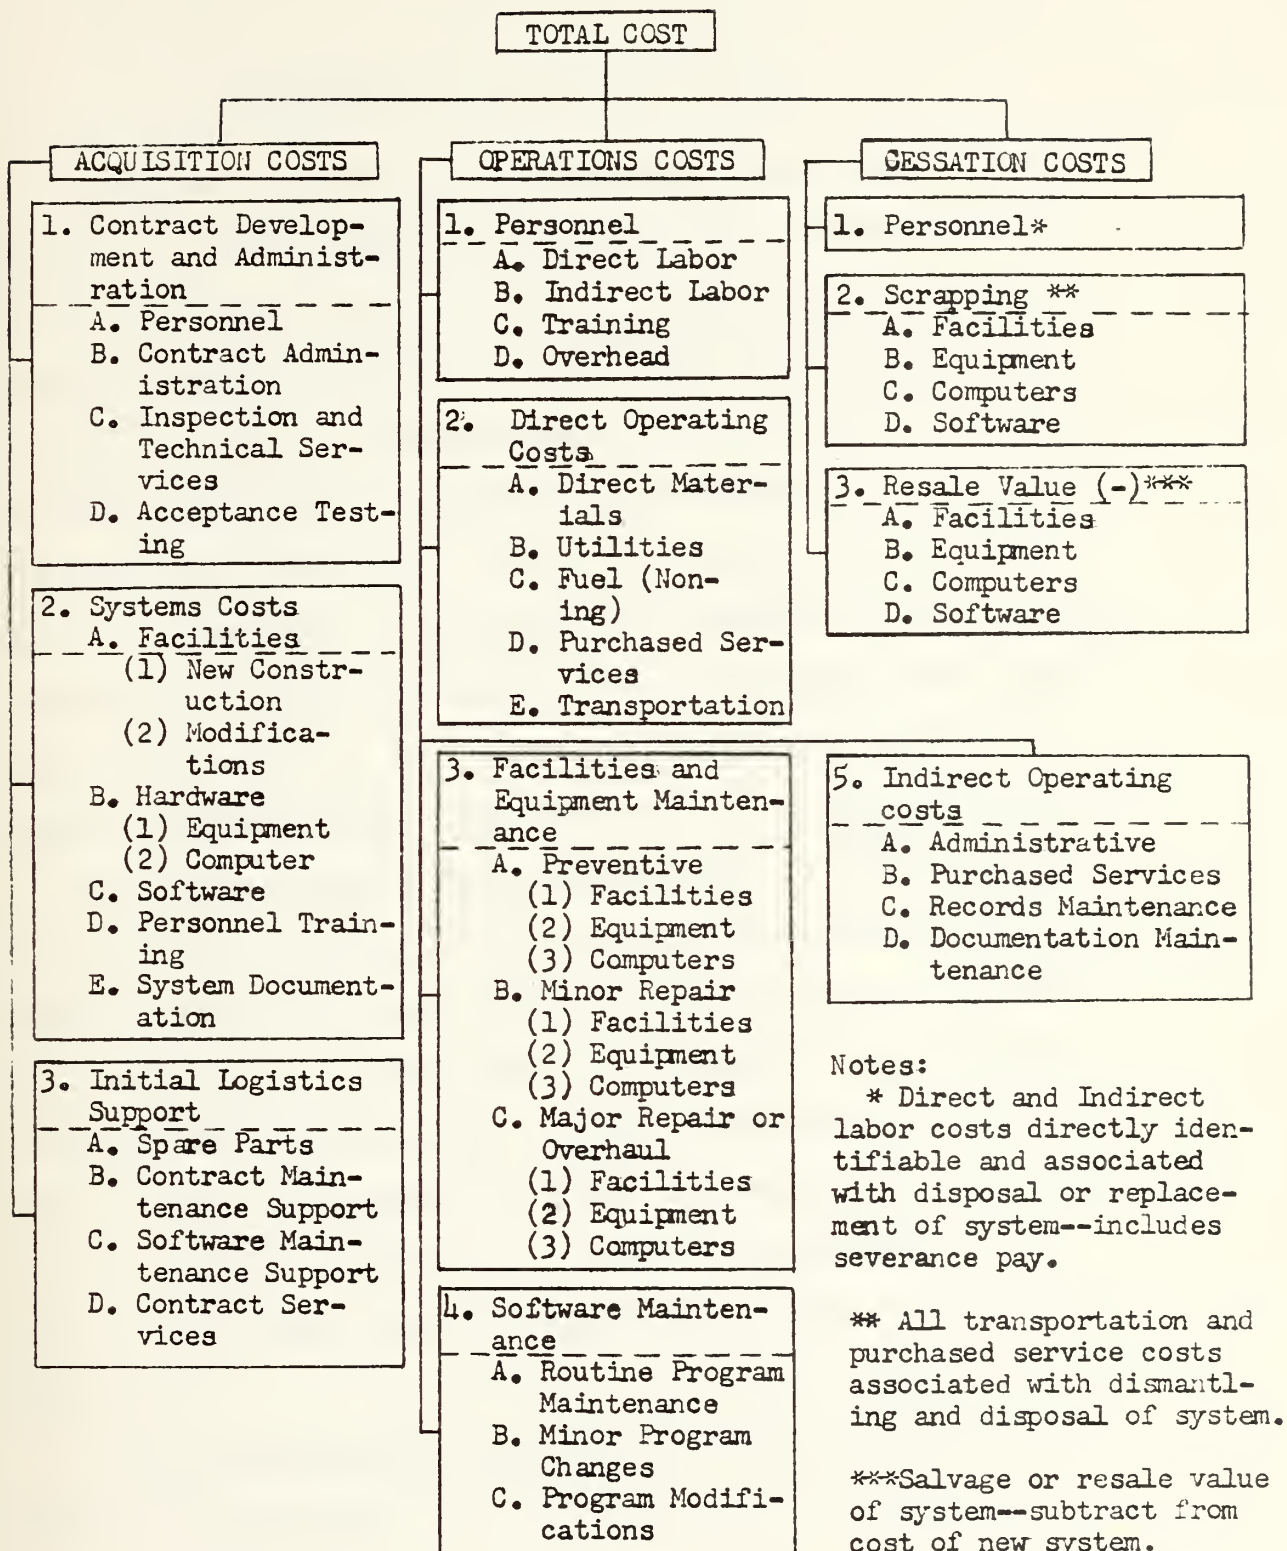 TOTAL COST
ACQUISITION COSTS
1. Contract Develop-
ment and Administ-
ration
A. Personnel
B. Contract Admin-
istration
C. Inspection and
Technical Ser-
vices
D. Acceptance Test-
ing
2. Systems Costs
A. Facilities
(1) New Constr-
uction
(2) Modifica-
tions
B. Hardware
(1) Equipment
(2) Computer
C. Software
D. Personnel Train-
ing
E. System Document-
ation
3. Initial Logistics
Support
A. Spare Parts
B. Contract Main-
tenance Support
C. Software Main-
tenance Support
D. Contract Ser-
vices
OPERATIONS COSTS
1. Personnel
A. Direct Labor
B. Indirect Labor
C. Training
D. Overhead
2. Direct Operating
Costs
A. Direct Mater-
ials
B. Utilities
C. Fuel (Non-
ing)
D. Purchased Ser-
vices
E. Transportation
3. Facilities and
Equipment Mainten-
ance
A. Preventive
(1) Facilities
(2) Equipment
(3) Computers
B. Minor Repair
(1) Facilities
(2) Equipment
(3) Computers
C. Major Repair or
Overhaul
(1) Facilities
(2) Equipment
(3) Computers
4. Software Mainten-
ance
A. Routine Program
Maintenance
B. Minor Program
Changes
C. Program Modifi-
cations
CESSATION COSTS
1. Personnel*
2. Scrapping **
A. Facilities
B. Equipment
C. Computers
D. Software
3. Resale Value (-)***
A. Facilities
B. Equipment
C. Computers
D. Software
5. Indirect Operating
costs
A. Administrative
B. Purchased Services
C. Records Maintenance
D. Documentation Main-
tenance
Notes:
* Direct and Indirect
labor costs directly iden-
tifiable and associated
with disposal or replace-
ment of system--includes
severance pay.
** All transportation and
purchased service costs
associated with dismantl-
ing and disposal of system.
***Salvage or resale value
of system--subtract from
cost of new system.